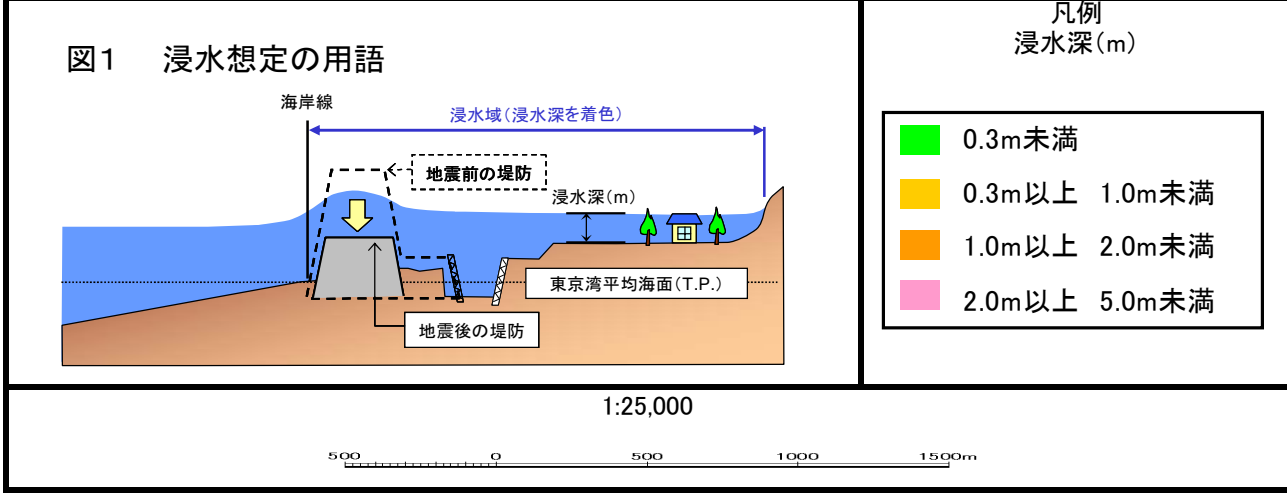 図1 浸水想定の用語
海岸線
浸水域(浸水深を着色)
地震前の堤防
浸水深(m)
東京湾平均海面(T.P.)
地震後の堤防
凡例
浸水深(m)
0.3m未満
0.3m以上 1.0m未満
1.0m以上 2.0m未満
2.0m以上 5.0m未満
1:25,000
500 0 500 1000 1500m